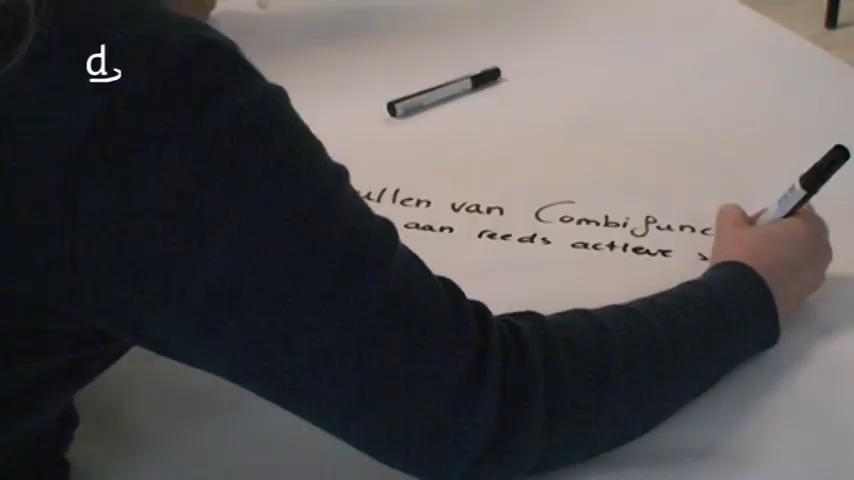 d
ullen van Combifunc
aan reeds actieve s